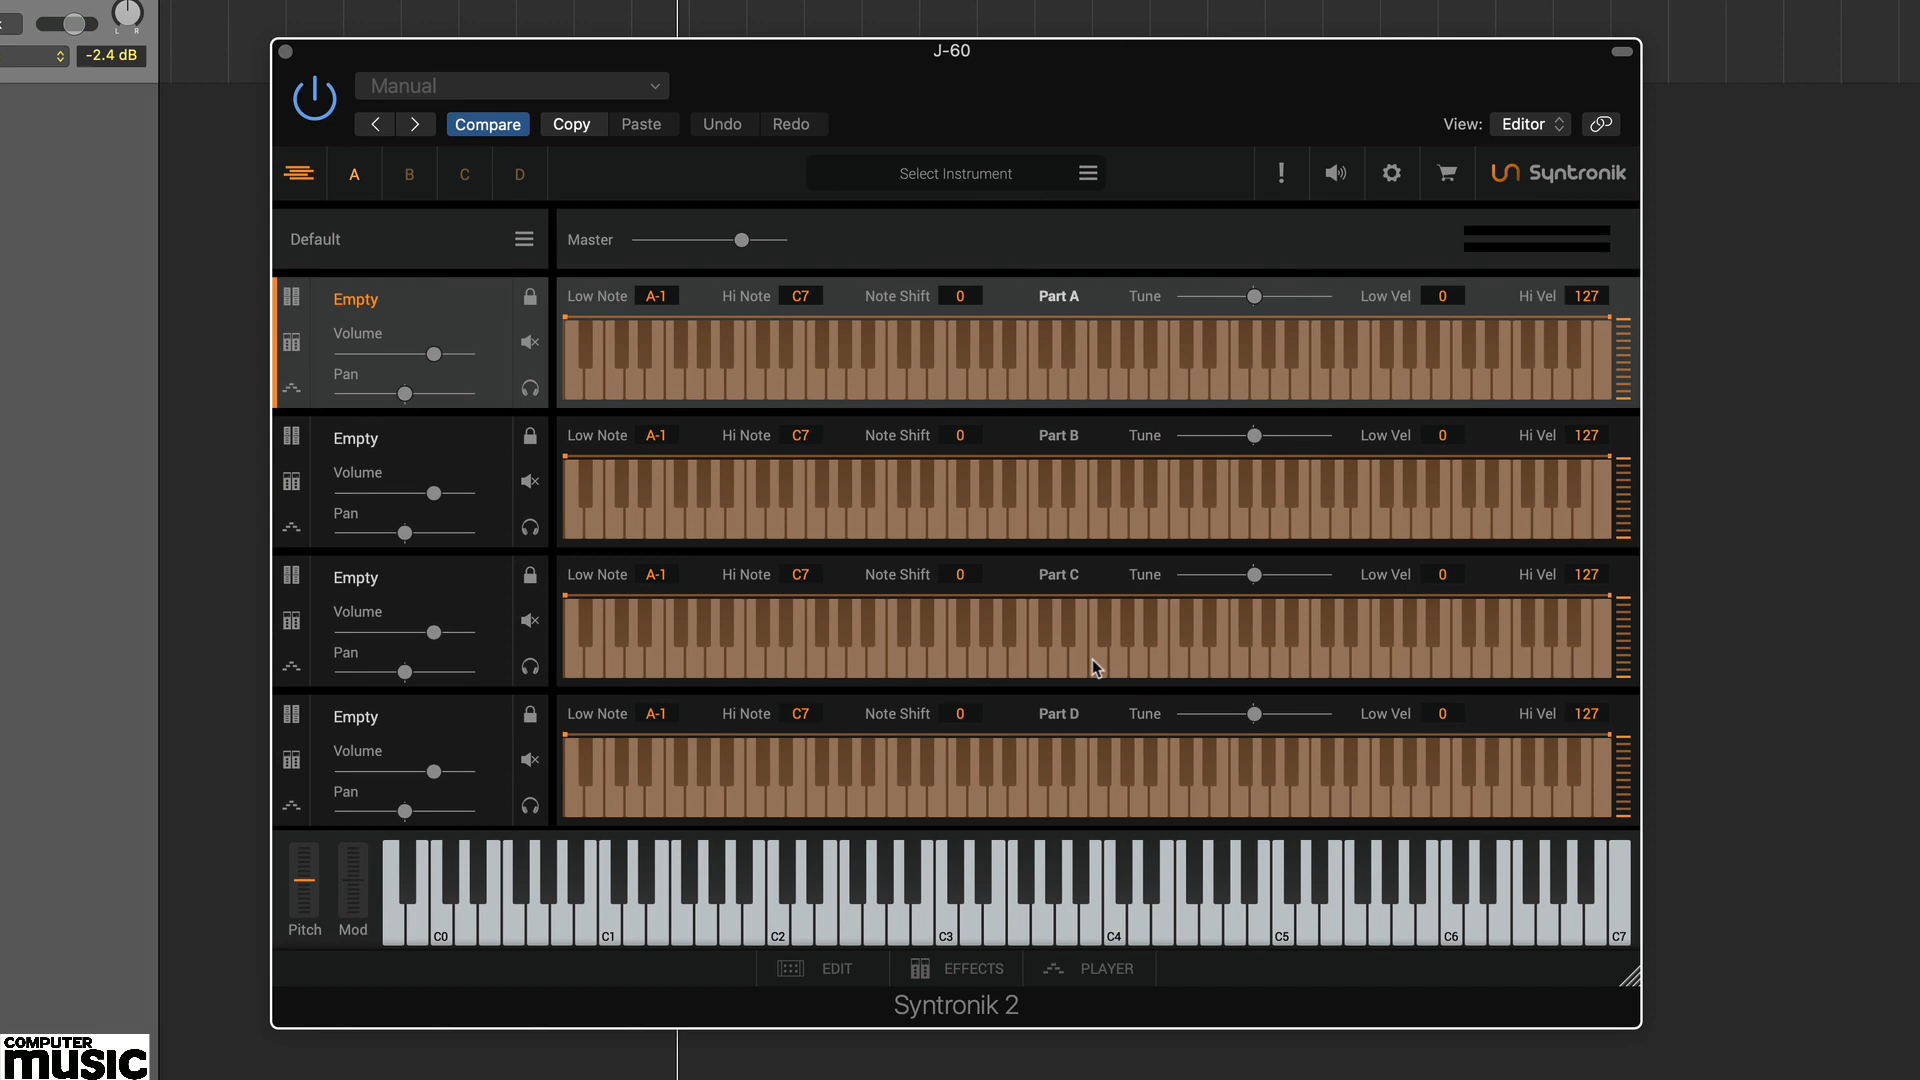 L R
-2.4 dB
J-60
Manual
Compare Copy Paste Undo Redo
View: Editor
A B C D
Select Instrument
! Syntronik
Default
Master
Empty
Volume
Pan
Low Note A-1 Hi Note C7 Note Shift 0 Part A Tune Low Vel 0 Hi Vel 127
Empty
Volume
Pan
Low Note A-1 Hi Note C7 Note Shift 0 Part B Tune Low Vel 0 Hi Vel 127
Empty
Volume
Pan
Low Note A-1 Hi Note C7 Note Shift 0 Part C Tune Low Vel 0 Hi Vel 127
Empty
Volume
Pan
Low Note A-1 Hi Note C7 Note Shift 0 Part D Tune Low Vel 0 Hi Vel 127
Pitch Mod
C0 C1 C2 C3 C4 C5 C6 C7
EDIT EFFECTS PLAYER
Syntronik 2
COMPUTER
music